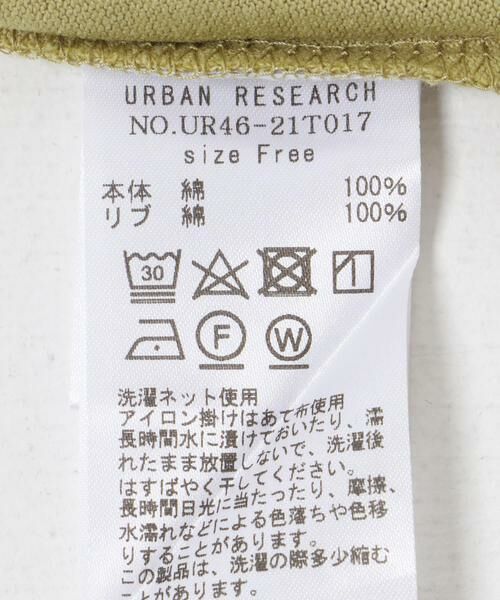 URBAN RESEARCH
NO.UR46-21T017
size Free
本体 綿 100%
リブ 綿 100%
30
F W
洗濯ネット使用
アイロン掛けはあて布使用
長時間水に漬けておいたり、濡
れたまま放置しないで、洗濯後
はすばやく干してください。
長時間日光に当たったり、摩擦、
水濡れなどによる色落ちや色移
りすることがあります。
この製品は、洗濯の際多少縮む
ことがあります。